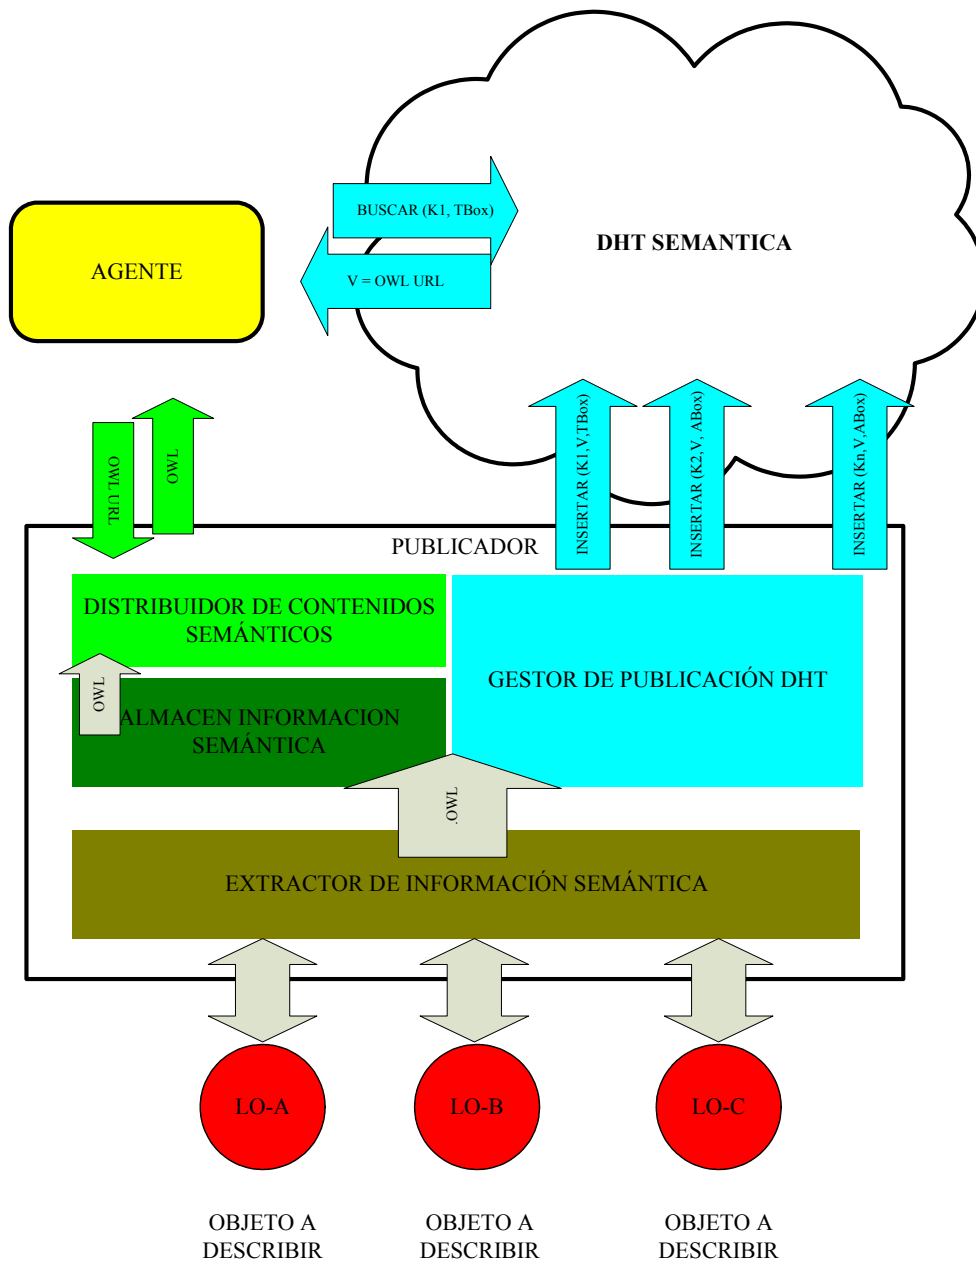 BUSCAR (K1, TBox)
DHT SEMANTICA
AGENTE
V = OWL URL
OWL URL
OWL
INSERTAR (K1,V,TBox)
INSERTAR (K2,V, ABox)
INSERTAR (Kn,V,ABox)
PUBLICADOR
DISTRIBUIDOR DE CONTENIDOS
SEMÁNTICOS
GESTOR DE PUBLICACIÓN DHT
OWL
ALMACEN INFORMACION
SEMÁNTICA
.OWL
EXTRACTOR DE INFORMACIÓN SEMÁNTICA
LO-A
LO-B
LO-C
OBJETO A
DESCRIBIR
OBJETO A
DESCRIBIR
OBJETO A
DESCRIBIR